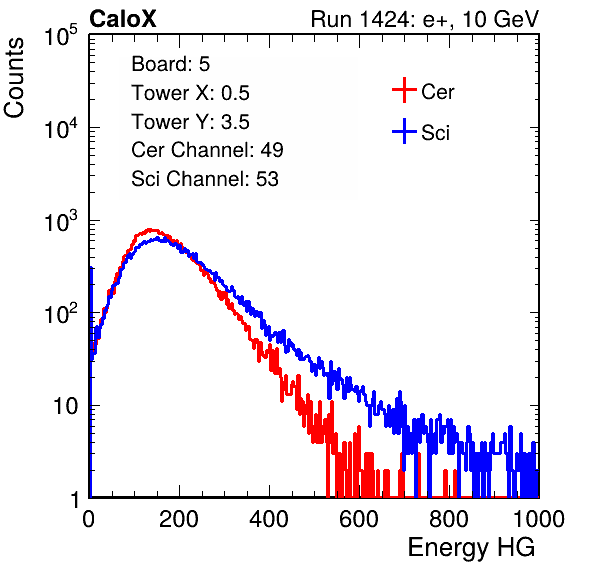 CaloX Run 1424: e+, 10 GeV
Counts
Board: 5
Tower X: 0.5
Tower Y: 3.5
Cer Channel: 49
Sci Channel: 53
Cer
Sci
10^5
10^4
10^3
10^2
10
1
0 200 400 600 800 1000
Energy HG